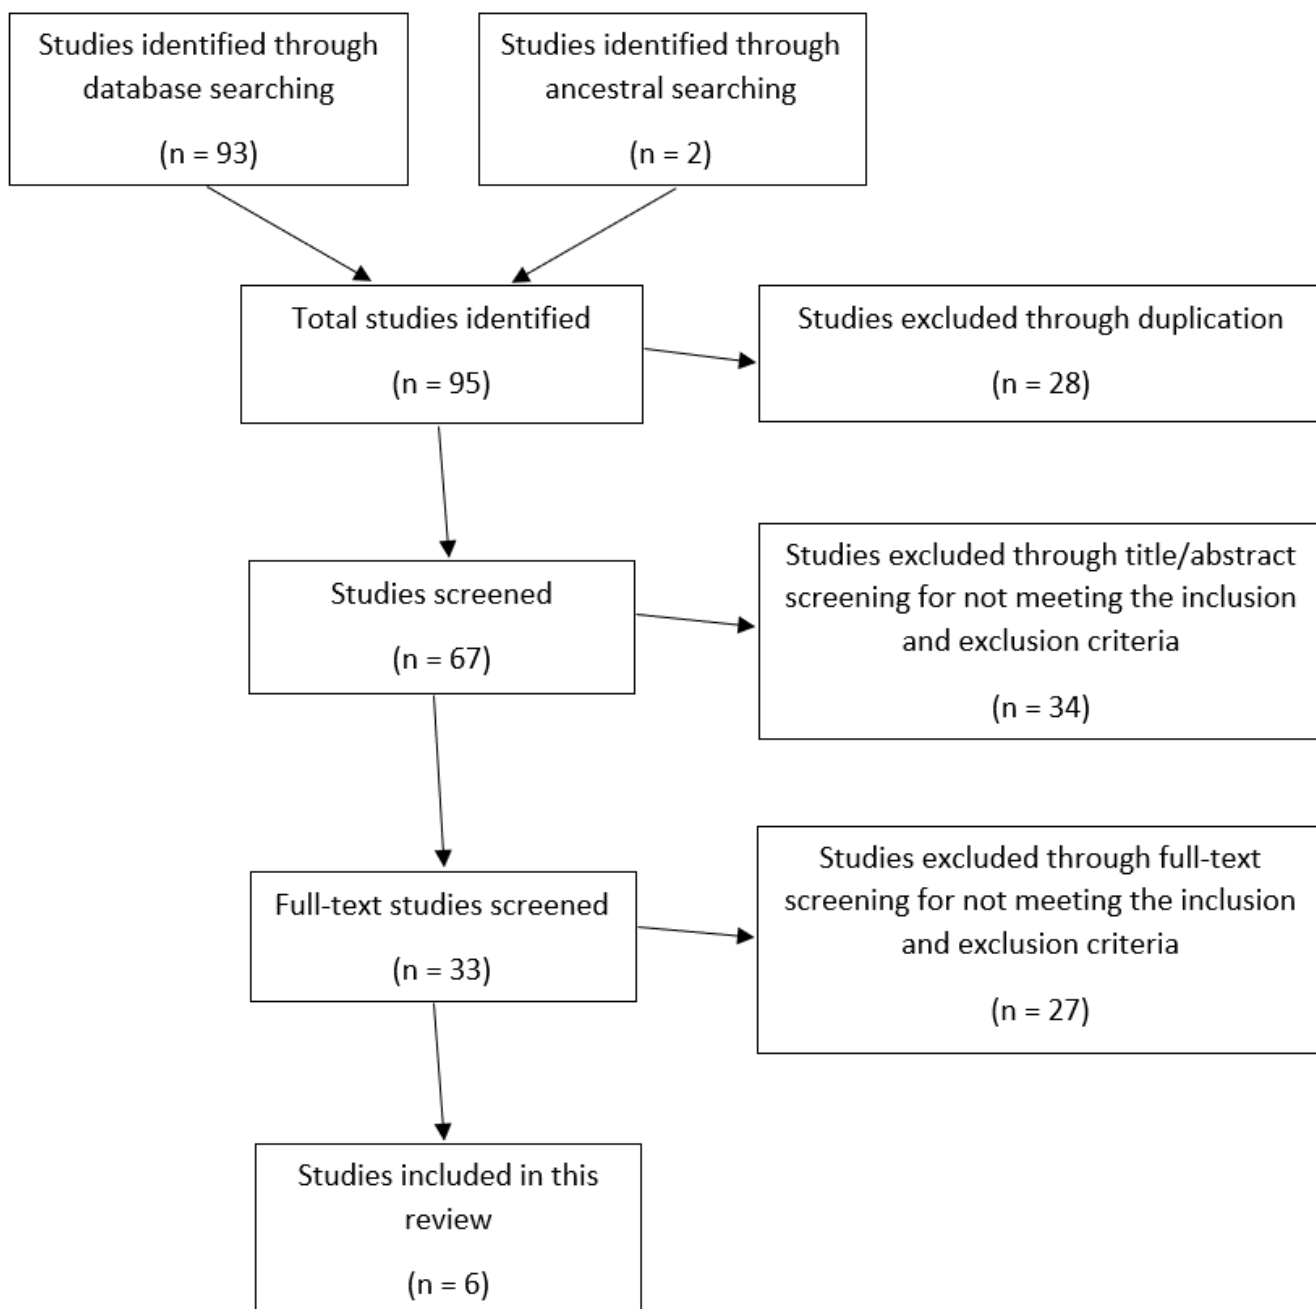 Studies identified through
database searching
(n = 93)
Studies identified through
ancestral searching
(n = 2)
Total studies identified
(n = 95)
Studies excluded through duplication
(n = 28)
Studies screened
(n = 67)
Studies excluded through title/abstract
screening for not meeting the inclusion
and exclusion criteria
(n = 34)
Full-text studies screened
(n = 33)
Studies excluded through full-text
screening for not meeting the inclusion
and exclusion criteria
(n = 27)
Studies included in this
review
(n = 6)